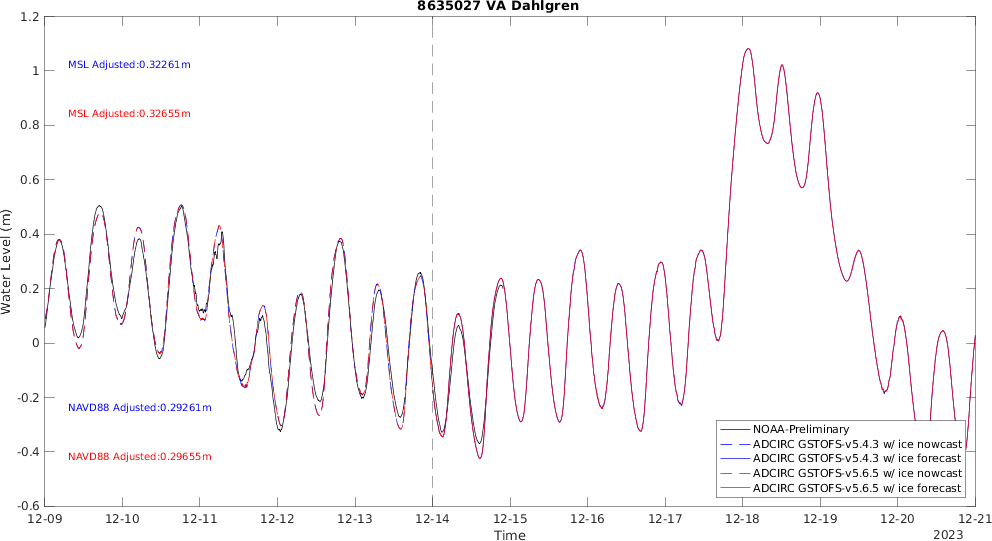 8635027 VA Dahlgren
1.2
1
0.8
0.6
0.4
0.2
0
-0.2
-0.4
-0.6
Water Level (m)
MSL Adjusted:0.32261m
MSL Adjusted:0.32655m
NAVD88 Adjusted:0.29261m
NAVD88 Adjusted:0.29655m
NOAA-Preliminary
ADCIRC GSTOFS-v5.4.3 w/ ice nowcast
ADCIRC GSTOFS-v5.4.3 w/ ice forecast
ADCIRC GSTOFS-v5.6.5 w/ ice nowcast
ADCIRC GSTOFS-v5.6.5 w/ ice forecast
12-09 12-10 12-11 12-12 12-13 12-14 12-15 12-16 12-17 12-18 12-19 12-20 12-21
Time
2023